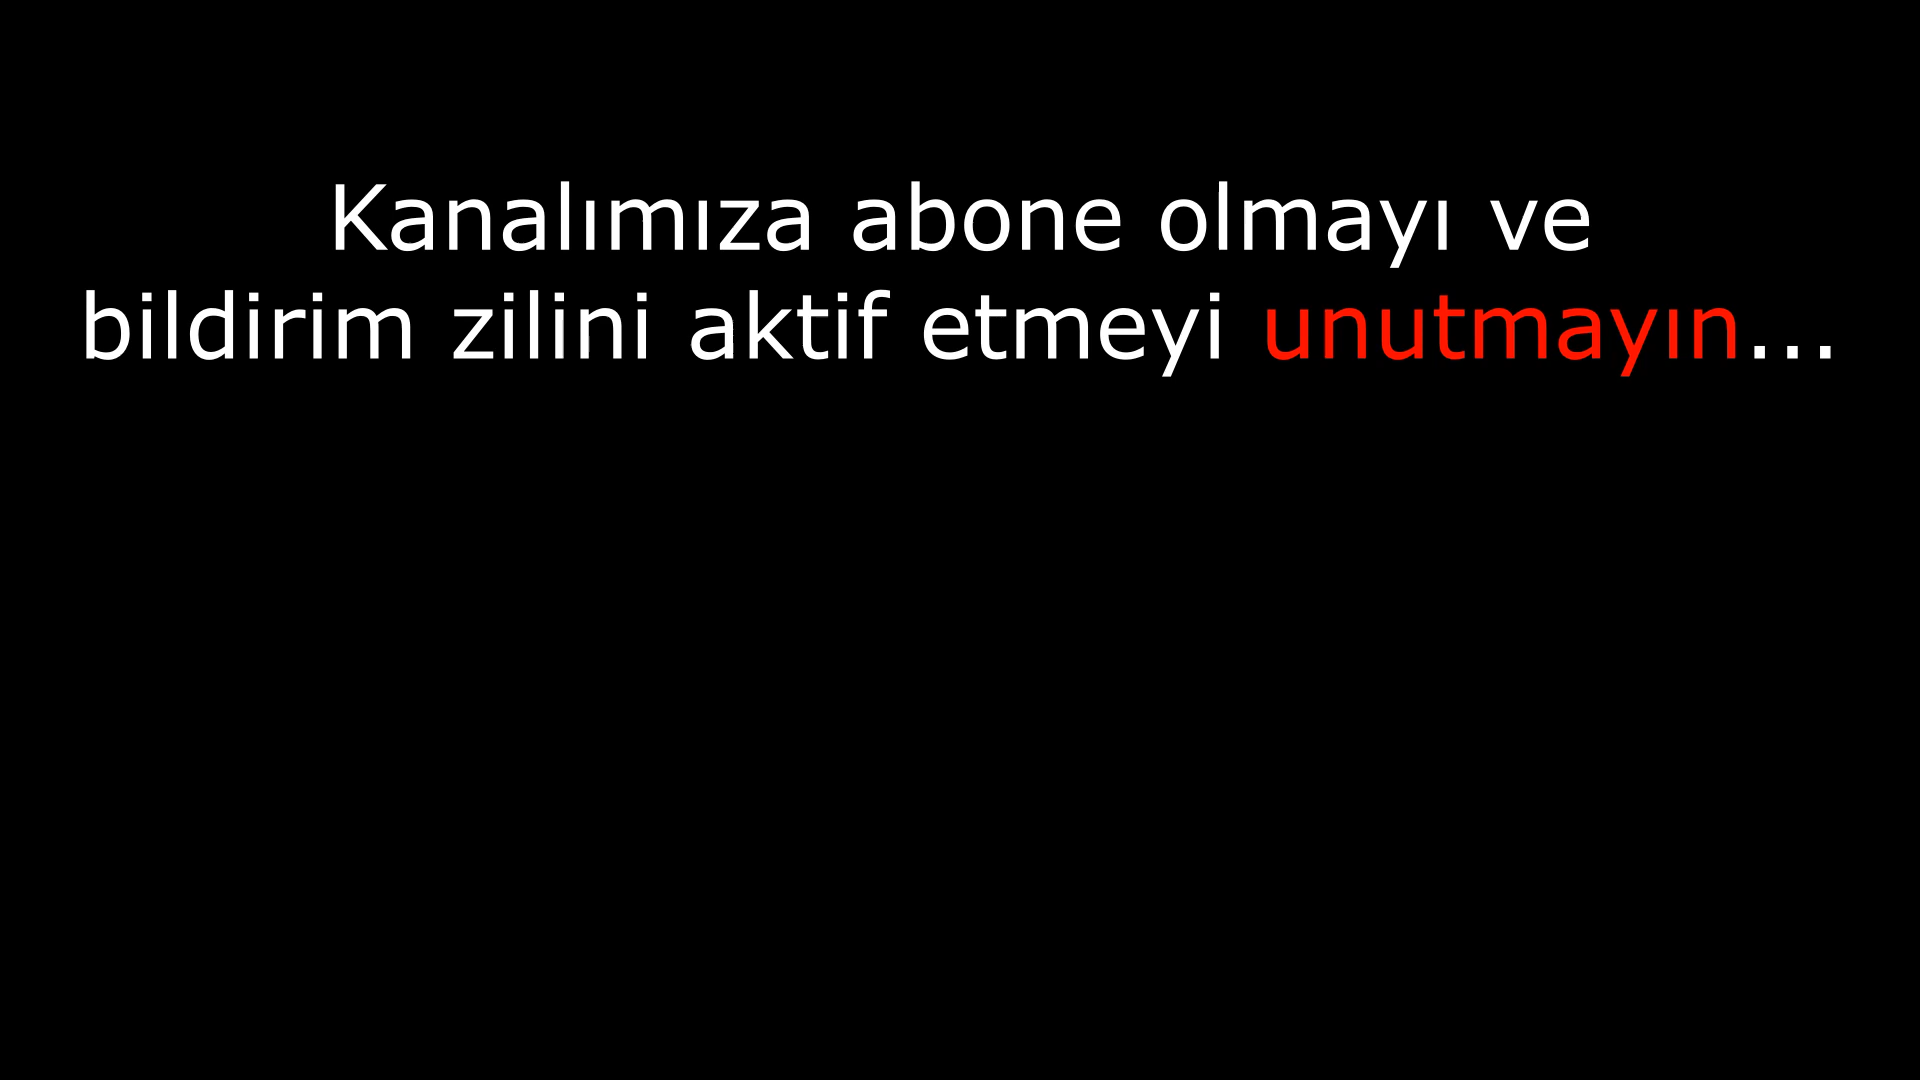 Kanalımıza abone olmayı ve
bildirim zilini aktif etmeyi unutmayın...